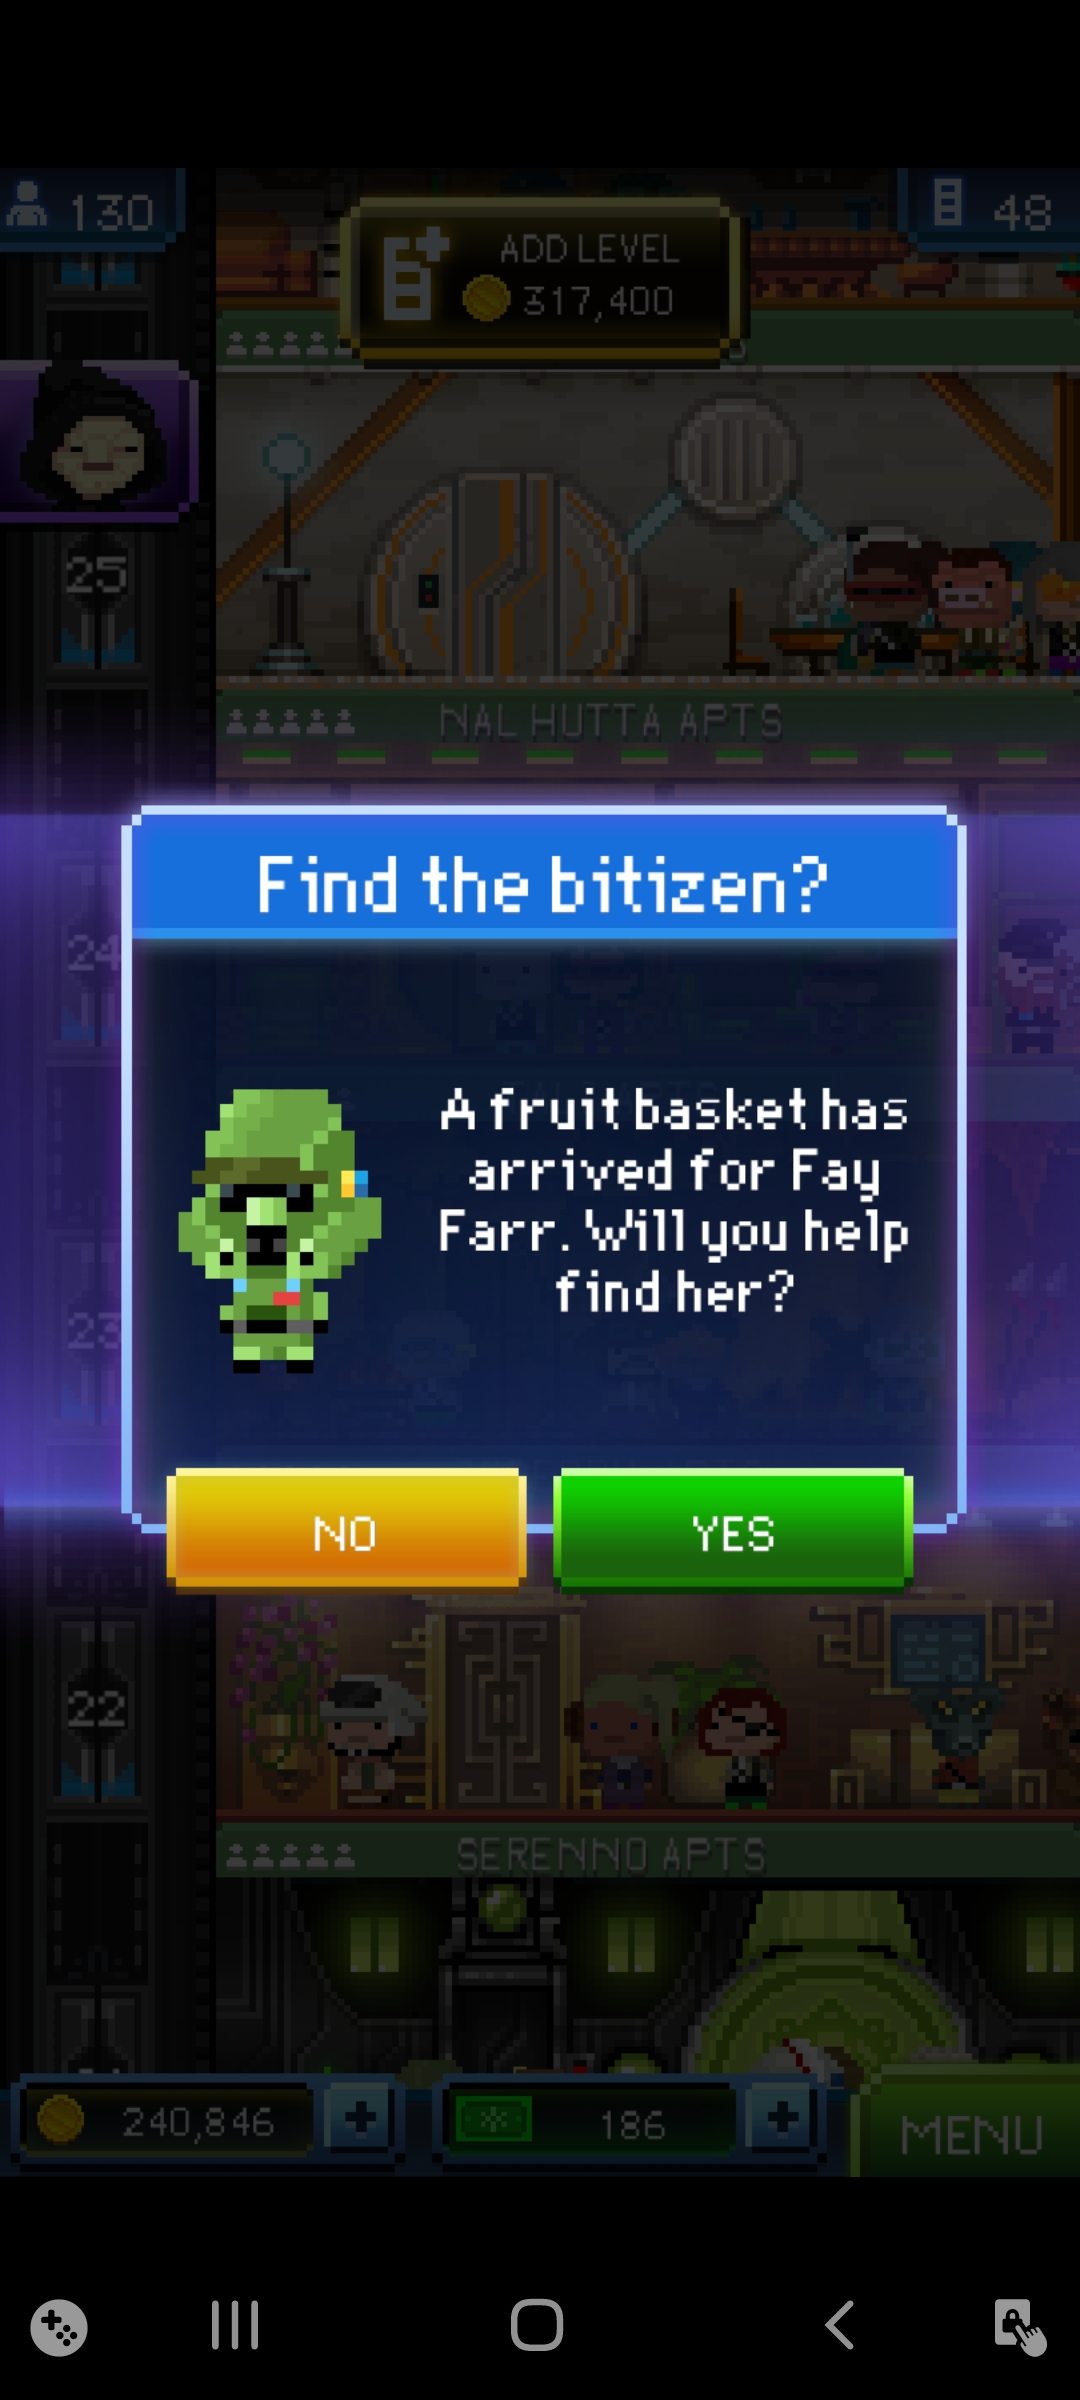 130
48
ADD LEVEL
317,400
25
NAL HUTTA APTS
Find the bitizen?
24
A fruit basket has
arrived for Fay
Farr. Will you help
find her?
23
NO
YES
22
SERENNO APTS
240,846
186
MENU